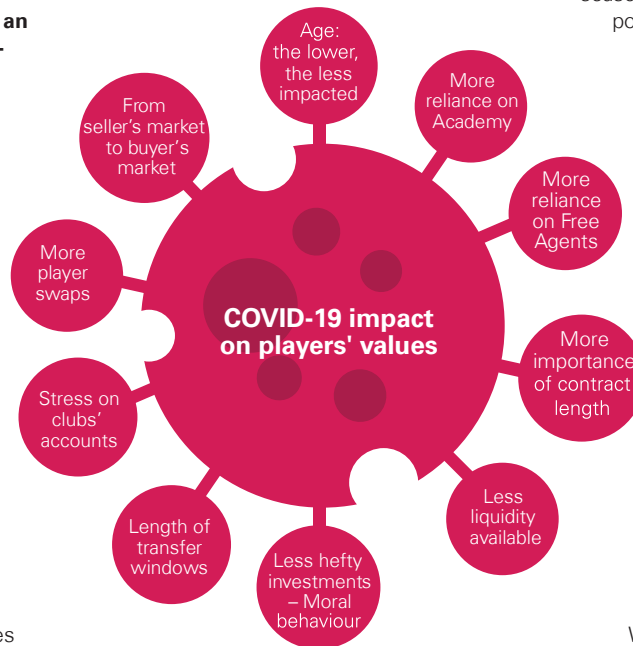 an
Age:
the lower,
the less
impacted
More
reliance on
Academy
From
seller's market
to buyer's
market
More
reliance
on Free
Agents
More
player
swaps
COVID-19 impact
on players' values
More
importance
of contract
length
Stress on
clubs'
accounts
Less
liquidity
available
Length of
transfer
windows
Less hefty
investments
– Moral
behaviour